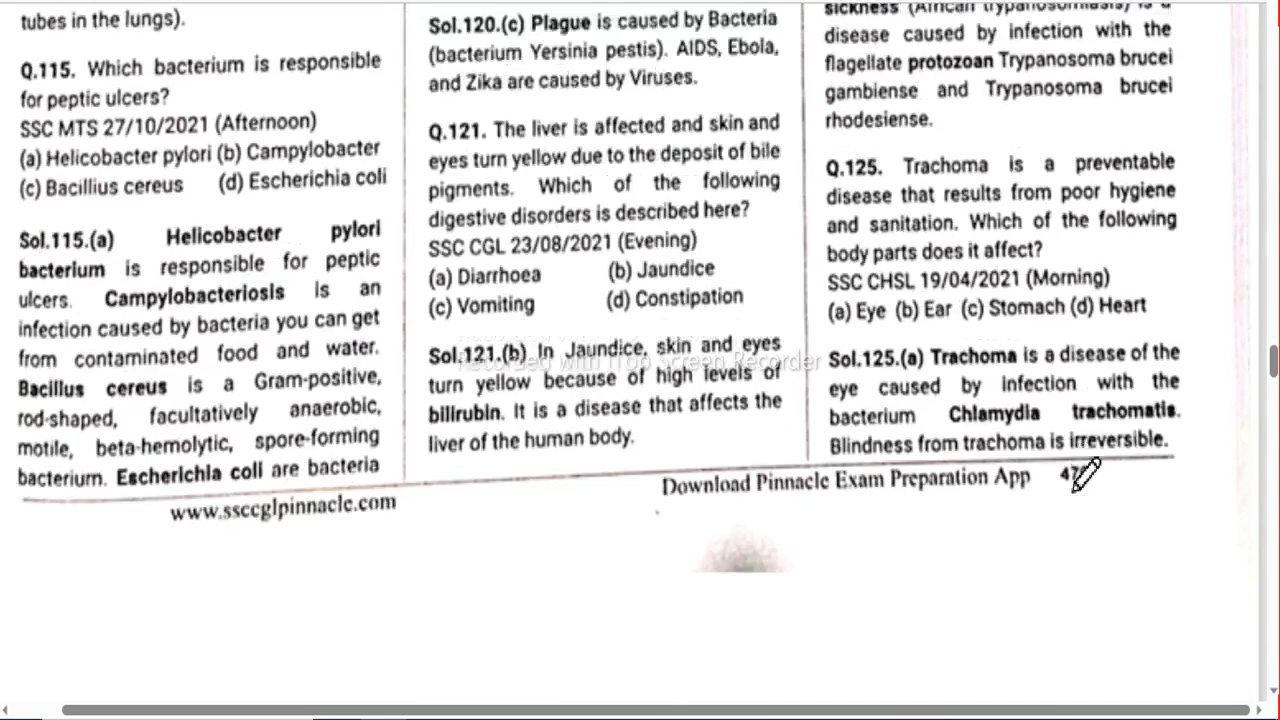 tubes in the lungs).
Q.115. Which bacterium is responsible
for peptic ulcers?
SSC MTS 27/10/2021 (Afternoon)
(a) Helicobacter pylori (b) Campylobacter
(c) Bacillius cereus (d) Escherichia coli
Sol.115.(a) Helicobacter pylori
bacterium is responsible for peptic
ulcers. Campylobacteriosis is an
infection caused by bacteria you can get
from contaminated food and water.
Bacillus cereus is a Gram-positive,
rod-shaped, facultatively anaerobic,
motile, beta-hemolytic, spore-forming
bacterium. Escherichia coli are bacteria
Sol.120.(c) Plague is caused by Bacteria
(bacterium Yersinia pestis). AIDS, Ebola,
and Zika are caused by Viruses.
Q.121. The liver is affected and skin and
eyes turn yellow due to the deposit of bile
pigments. Which of the following
digestive disorders is described here?
SSC CGL 23/08/2021 (Evening)
(a) Diarrhoea (b) Jaundice
(c) Vomiting (d) Constipation
Sol.121.(b) In Jaundice, skin and eyes
turn yellow because of high levels of
bilirubin. It is a disease that affects the
liver of the human body.
sickness (African trypanosomiasis) is a
disease caused by infection with the
flagellate protozoan Trypanosoma brucei
gambiense and Trypanosoma brucei
rhodesiense.
Q.125. Trachoma is a preventable
disease that results from poor hygiene
and sanitation. Which of the following
body parts does it affect?
SSC CHSL 19/04/2021 (Morning)
(a) Eye (b) Ear (c) Stomach (d) Heart
Sol.125.(a) Trachoma is a disease of the
eye caused by infection with the
bacterium Chlamydia trachomatis.
Blindness from trachoma is irreversible.
Recorded with iTop Screen Recorder
www.ssccglpinnacle.com
Download Pinnacle Exam Preparation App